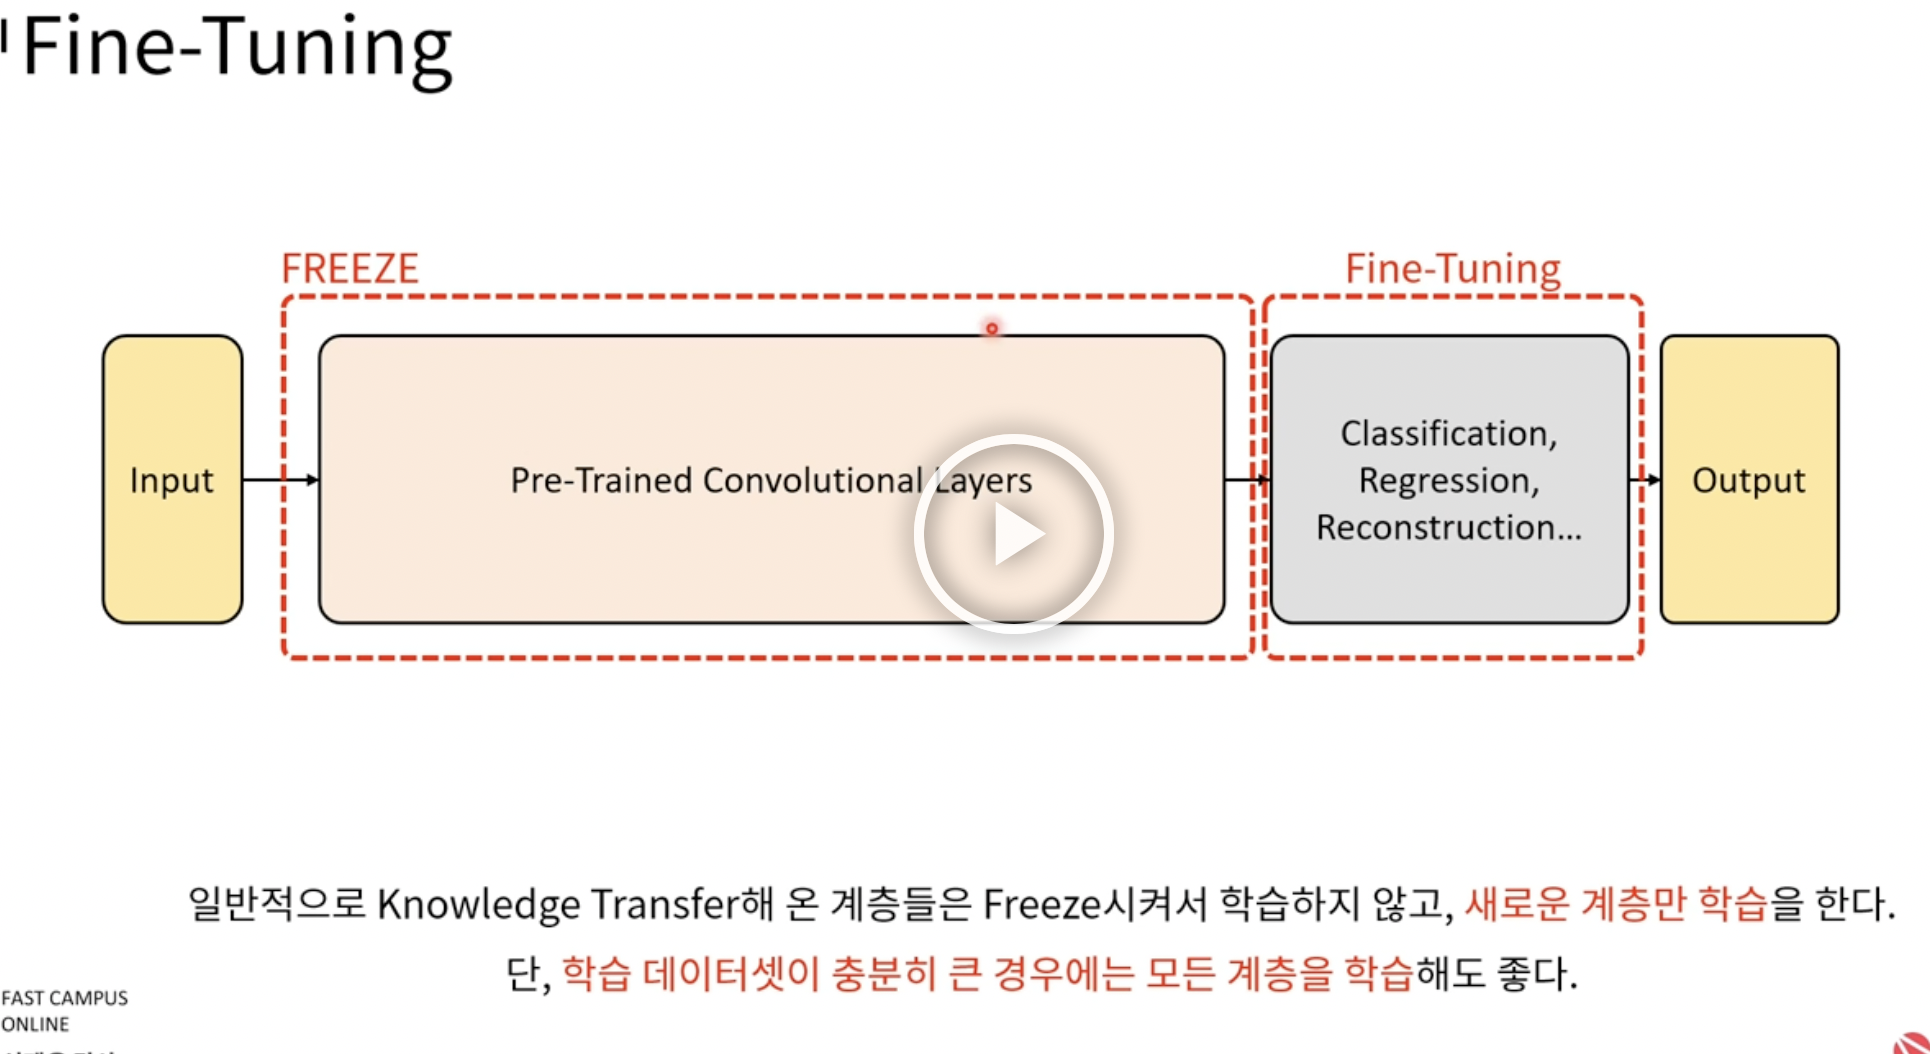 Fine-Tuning
FREEZE
Fine-Tuning
Input
Pre-Trained Convolutional Layers
Classification,
Regression,
Reconstruction...
Output
일반적으로 Knowledge Transfer해 온 계층들은 Freeze시켜서 학습하지 않고, 새로운 계층만 학습을 한다.
단, 학습 데이터셋이 충분히 큰 경우에는 모든 계층을 학습해도 좋다.
FAST CAMPUS
ONLINE